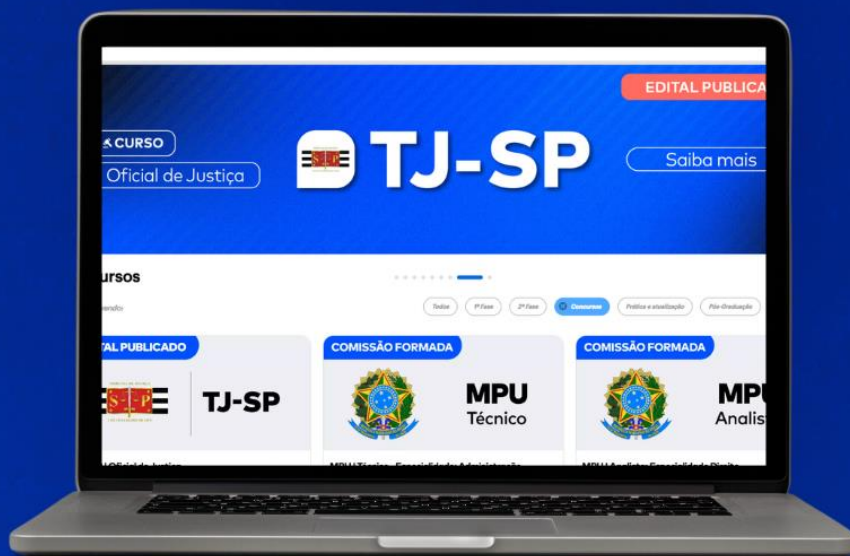 EDITAL PUBLICA
CURSO
Oficial de Justiça
S P
TJ-SP
Saiba mais
ursos
endo:
Todos
1ª Fase
2ª Fase
Concursos
Prática e atualização
Pós-Graduação
TAL PUBLICADO
COMISSÃO FORMADA
COMISSÃO FORMADA
S P
TJ-SP
MPU
Técnico
MPU
Analis